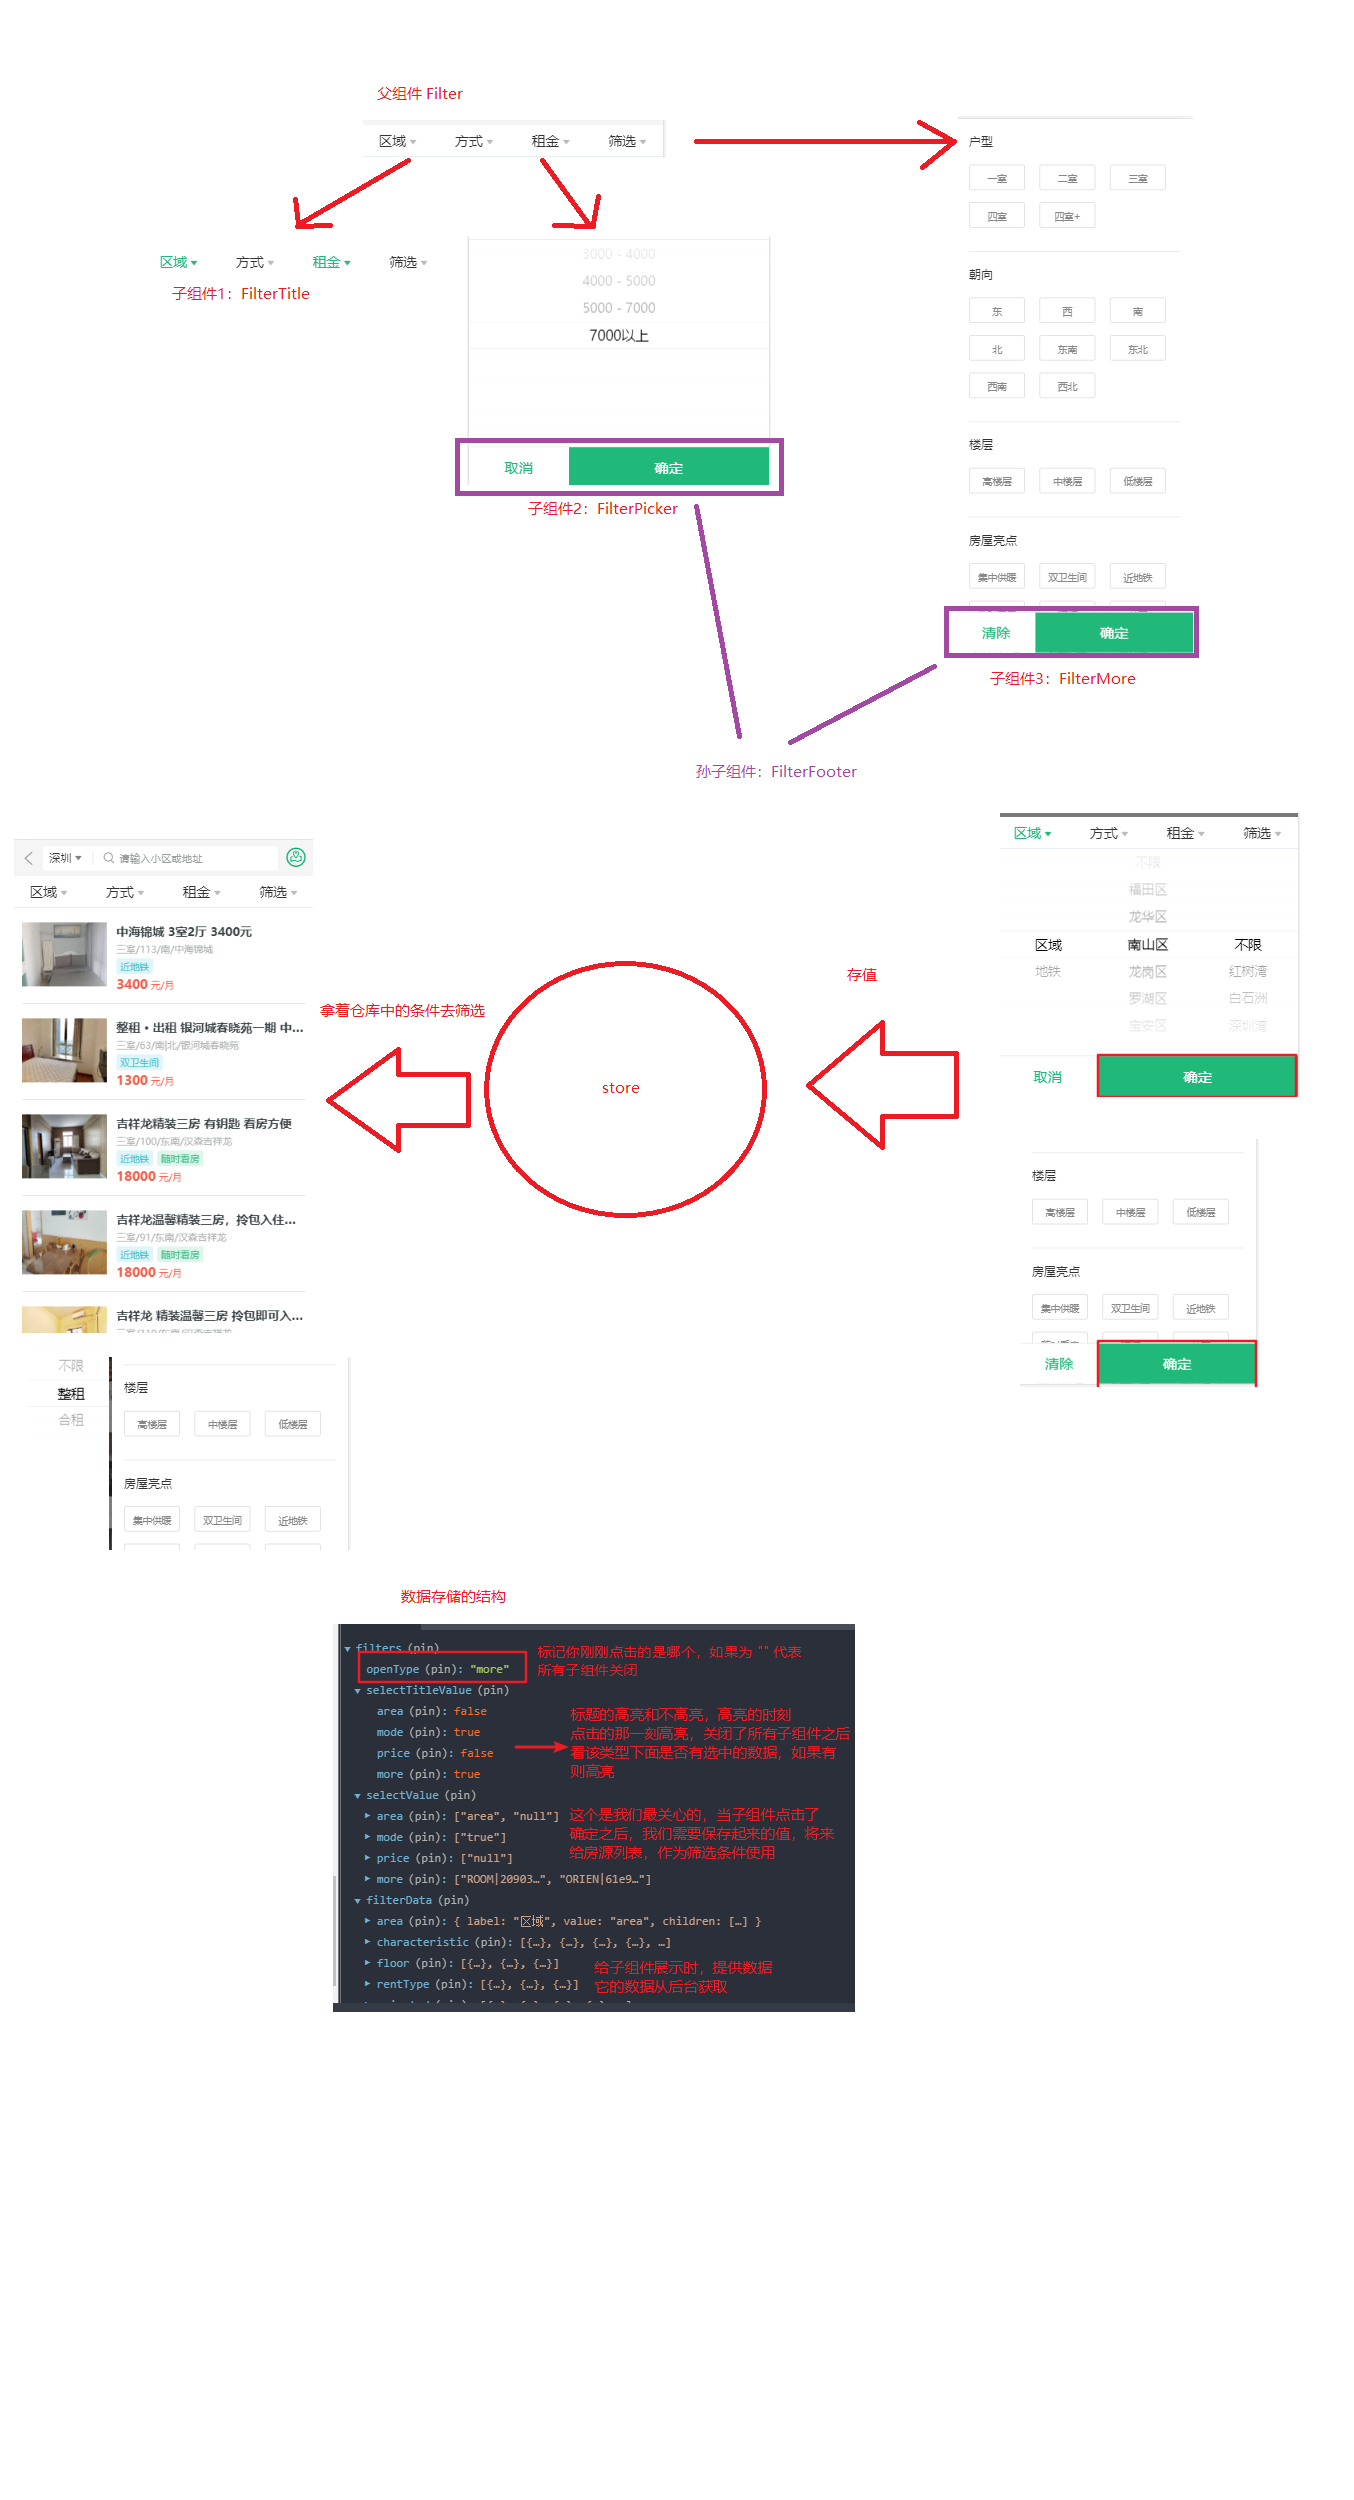 父组件 Filter
区域 方式 租金 筛选
区域 方式 租金 筛选
子组件1：FilterTitle
3000 - 4000
4000 - 5000
5000 - 7000
7000以上
取消 确定
子组件2：FilterPicker
户型
一室 二室 三室
四室 四室+
朝向
东 西 南
北 东南 东北
西南 西北
楼层
高楼层 中楼层 低楼层
房屋亮点
集中供暖 双卫生间 近地铁
清除 确定
子组件3：FilterMore
孙子组件：FilterFooter
深圳 请输入小区或地址
区域 方式 租金 筛选
中海锦城 3室2厅 3400元
三室/113/南/中海锦城
近地铁
3400 元/月
整租·出租 银河城春晓苑一期 中...
三室/63/南|北/银河城春晓苑
双卫生间
1300 元/月
吉祥龙精装三房 有钥匙 看房方便
三室/100/东南/汉森吉祥龙
近地铁 随时看房
18000 元/月
吉祥龙温馨精装三房，拎包入住...
三室/91/东南/汉森吉祥龙
近地铁 随时看房
18000 元/月
吉祥龙 精装温馨三房 拎包即可入...
拿着仓库中的条件去筛选
store
存值
区域 方式 租金 筛选
不限
福田区
龙华区
区域 南山区 不限
地铁 龙岗区 红树湾
罗湖区 白石洲
宝安区 深圳湾
取消 确定
楼层
高楼层 中楼层 低楼层
房屋亮点
集中供暖 双卫生间 近地铁
清除 确定
不限
整租
合租
楼层
高楼层 中楼层 低楼层
房屋亮点
集中供暖 双卫生间 近地铁
数据存储的结构
filters (pin)
openType (pin): "more"
标记你刚刚点击的是哪个，如果为 "" 代表
所有子组件关闭
selectTitleValue (pin)
area (pin): false
mode (pin): true
price (pin): false
more (pin): true
标题的高亮和不高亮，高亮的时刻
点击的那一刻高亮，关闭了所有子组件之后
看该类型下面是否有选中的数据，如果有
则高亮
selectValue (pin)
area (pin): ["area", "null"]
mode (pin): ["true"]
price (pin): ["null"]
more (pin): ["ROOM|20903…", "ORIEN|61e9…"]
这个是我们最关心的，当子组件点击了
确定之后，我们需要保存起来的值，将来
给房源列表，作为筛选条件使用
filterData (pin)
area (pin): { label: "区域", value: "area", children: […] }
characteristic (pin): [{…}, {…}, {…}, {…}, …]
floor (pin): [{…}, {…}, {…}]
rentType (pin): [{…}, {…}, {…}]
给子组件展示时，提供数据
它的数据从后台获取